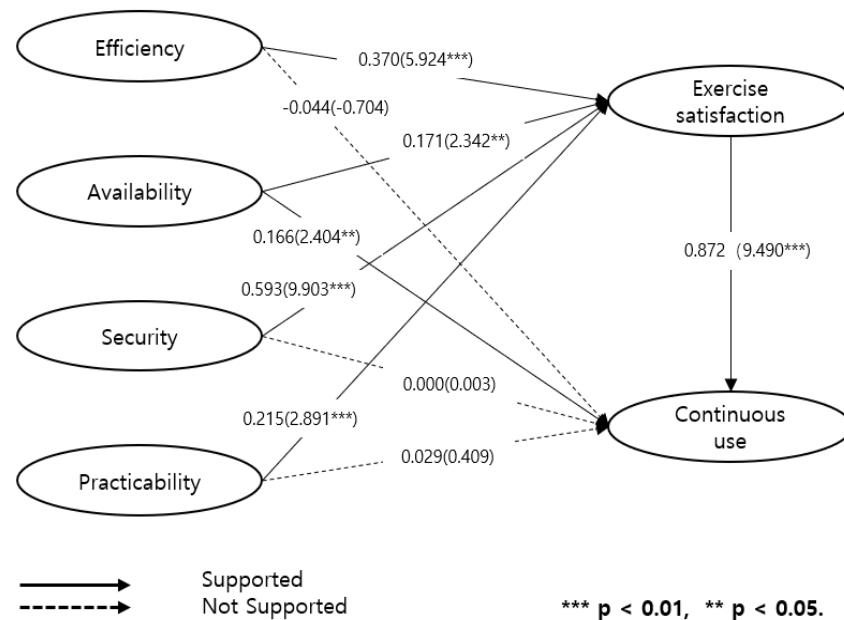 Efficiency
0.370(5.924***)
Exercise
satisfaction
-0.044(-0.704)
0.171(2.342**)
Availability
0.166(2.404**)
0.872 (9.490***)
0.593(9.903***)
Security
0.000(0.003)
Continuous
use
0.215(2.891***)
0.029(0.409)
Practicability
Supported
Not Supported
*** p < 0.01, ** p < 0.05.